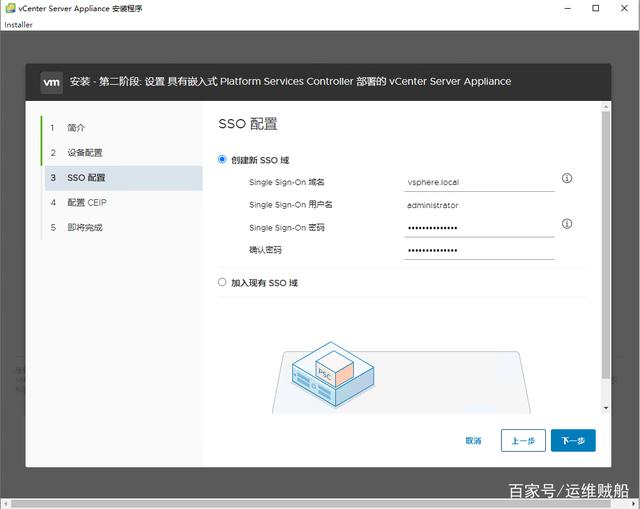 vCenter Server Appliance 安装程序
Installer
vm 安装 - 第二阶段: 设置 具有嵌入式 Platform Services Controller 部署的 vCenter Server Appliance
1 简介
2 设备配置
3 SSO 配置
4 配置 CEIP
5 即将完成
SSO 配置
创建新 SSO 域
Single Sign-On 域名 vsphere.local
Single Sign-On 用户名 administrator
Single Sign-On 密码 ••••••••••••••
确认密码 ••••••••••••••
加入现有 SSO 域
PSC
取消 上一步 下一步
百家号/运维贼船